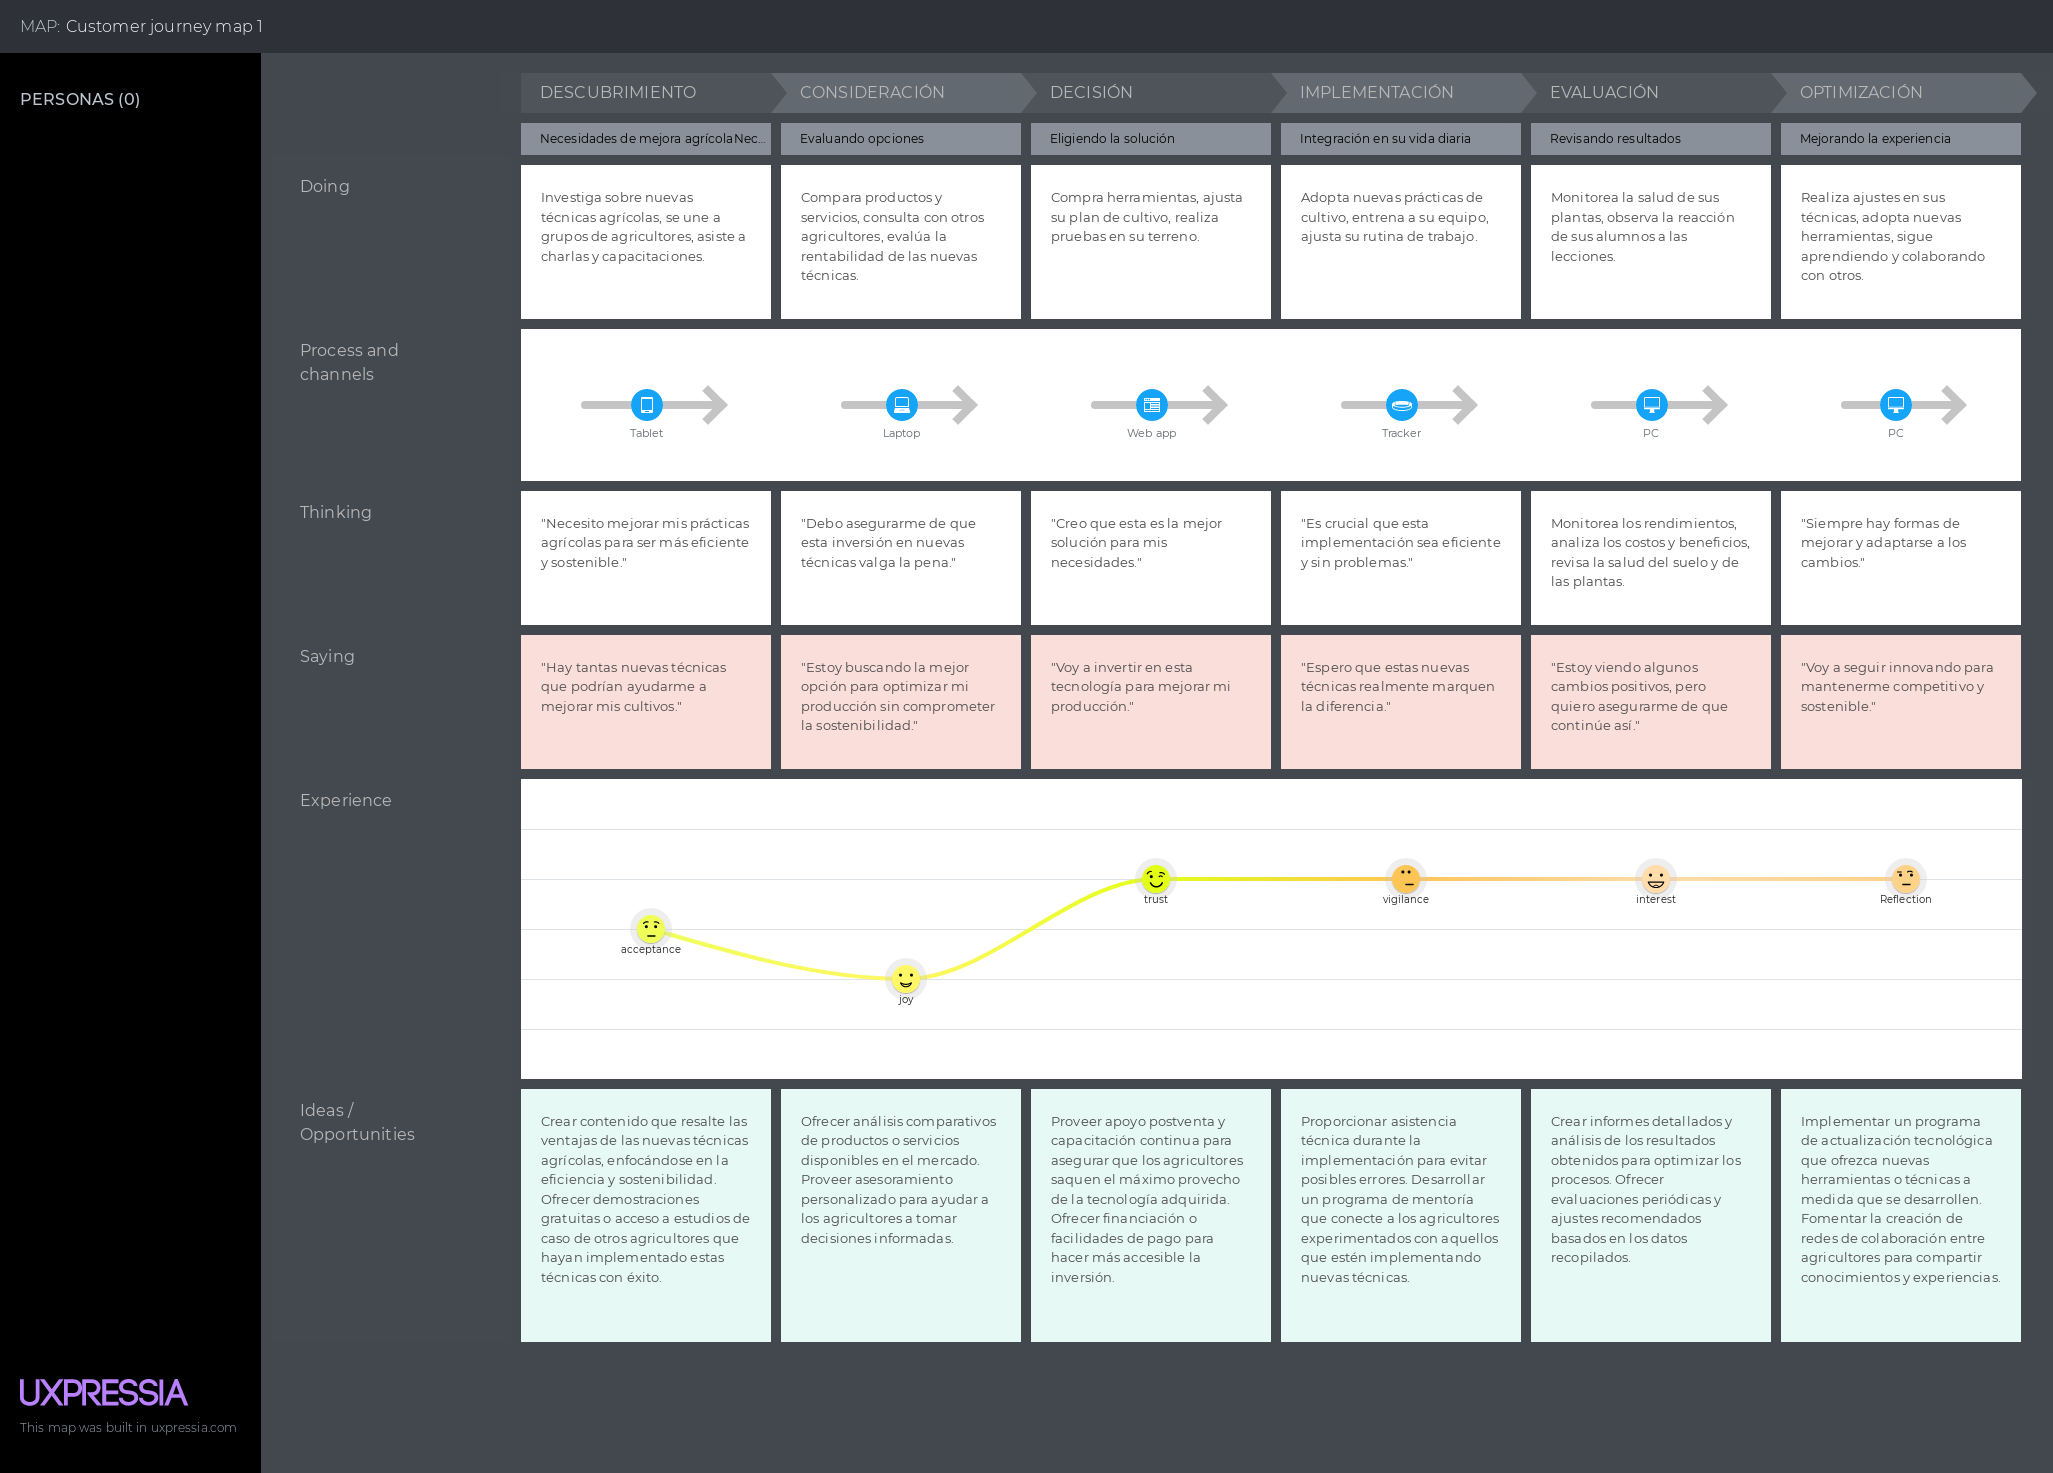 MAP: Customer journey map 1
PERSONAS (0)
DESCUBRIMIENTO
CONSIDERACIÓN
DECISIÓN
IMPLEMENTACIÓN
EVALUACIÓN
OPTIMIZACIÓN
Necesidades de mejora agrícolaNec...
Evaluando opciones
Eligiendo la solución
Integración en su vida diaria
Revisando resultados
Mejorando la experiencia
Doing
Investiga sobre nuevas
técnicas agrícolas, se une a
grupos de agricultores, asiste a
charlas y capacitaciones.
Compara productos y
servicios, consulta con otros
agricultores, evalúa la
rentabilidad de las nuevas
técnicas.
Compra herramientas, ajusta
su plan de cultivo, realiza
pruebas en su terreno.
Adopta nuevas prácticas de
cultivo, entrena a su equipo,
ajusta su rutina de trabajo.
Monitorea la salud de sus
plantas, observa la reacción
de sus alumnos a las
lecciones.
Realiza ajustes en sus
técnicas, adopta nuevas
herramientas, sigue
aprendiendo y colaborando
con otros.
Process and
channels
Tablet
Laptop
Web app
Tracker
PC
PC
Thinking
"Necesito mejorar mis prácticas
agrícolas para ser más eficiente
y sostenible."
"Debo asegurarme de que
esta inversión en nuevas
técnicas valga la pena."
"Creo que esta es la mejor
solución para mis
necesidades."
"Es crucial que esta
implementación sea eficiente
y sin problemas."
Monitorea los rendimientos,
analiza los costos y beneficios,
revisa la salud del suelo y de
las plantas.
"Siempre hay formas de
mejorar y adaptarse a los
cambios."
Saying
"Hay tantas nuevas técnicas
que podrían ayudarme a
mejorar mis cultivos."
"Estoy buscando la mejor
opción para optimizar mi
producción sin comprometer
la sostenibilidad."
"Voy a invertir en esta
tecnología para mejorar mi
producción."
"Espero que estas nuevas
técnicas realmente marquen
la diferencia."
"Estoy viendo algunos
cambios positivos, pero
quiero asegurarme de que
continúe así."
"Voy a seguir innovando para
mantenerme competitivo y
sostenible."
Experience
acceptance
joy
trust
vigilance
interest
Reflection
Ideas /
Opportunities
Crear contenido que resalte las
ventajas de las nuevas técnicas
agrícolas, enfocándose en la
eficiencia y sostenibilidad.
Ofrecer demostraciones
gratuitas o acceso a estudios de
caso de otros agricultores que
hayan implementado estas
técnicas con éxito.
Ofrecer análisis comparativos
de productos o servicios
disponibles en el mercado.
Proveer asesoramiento
personalizado para ayudar a
los agricultores a tomar
decisiones informadas.
Proveer apoyo postventa y
capacitación continua para
asegurar que los agricultores
saquen el máximo provecho
de la tecnología adquirida.
Ofrecer financiación o
facilidades de pago para
hacer más accesible la
inversión.
Proporcionar asistencia
técnica durante la
implementación para evitar
posibles errores. Desarrollar
un programa de mentoría
que conecte a los agricultores
experimentados con aquellos
que estén implementando
nuevas técnicas.
Crear informes detallados y
análisis de los resultados
obtenidos para optimizar los
procesos. Ofrecer
evaluaciones periódicas y
ajustes recomendados
basados en los datos
recopilados.
Implementar un programa
de actualización tecnológica
que ofrezca nuevas
herramientas o técnicas a
medida que se desarrollen.
Fomentar la creación de
redes de colaboración entre
agricultores para compartir
conocimientos y experiencias.
UXPRESSIA
This map was built in uxpressia.com